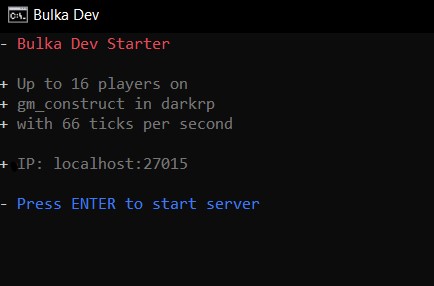 Bulka Dev
- Bulka Dev Starter
+ Up to 16 players on
+ gm_construct in darkrp
+ with 66 ticks per second
+ IP: localhost:27015
- Press ENTER to start server